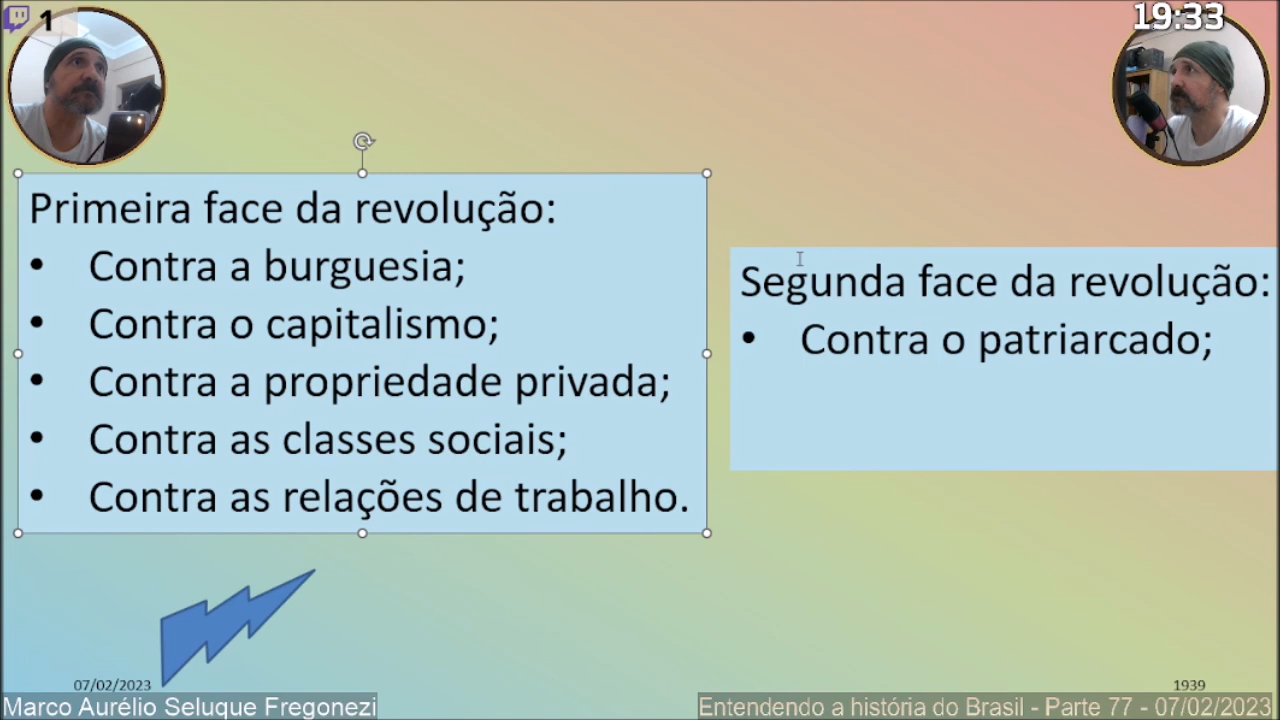 1
19:33
Primeira face da revolução:
• Contra a burguesia;
• Contra o capitalismo;
• Contra a propriedade privada;
• Contra as classes sociais;
• Contra as relações de trabalho.
Segunda face da revolução:
• Contra o patriarcado;
07/02/2023
1939
Marco Aurélio Seluque Fregonezi
Entendendo a história do Brasil - Parte 77 - 07/02/2023